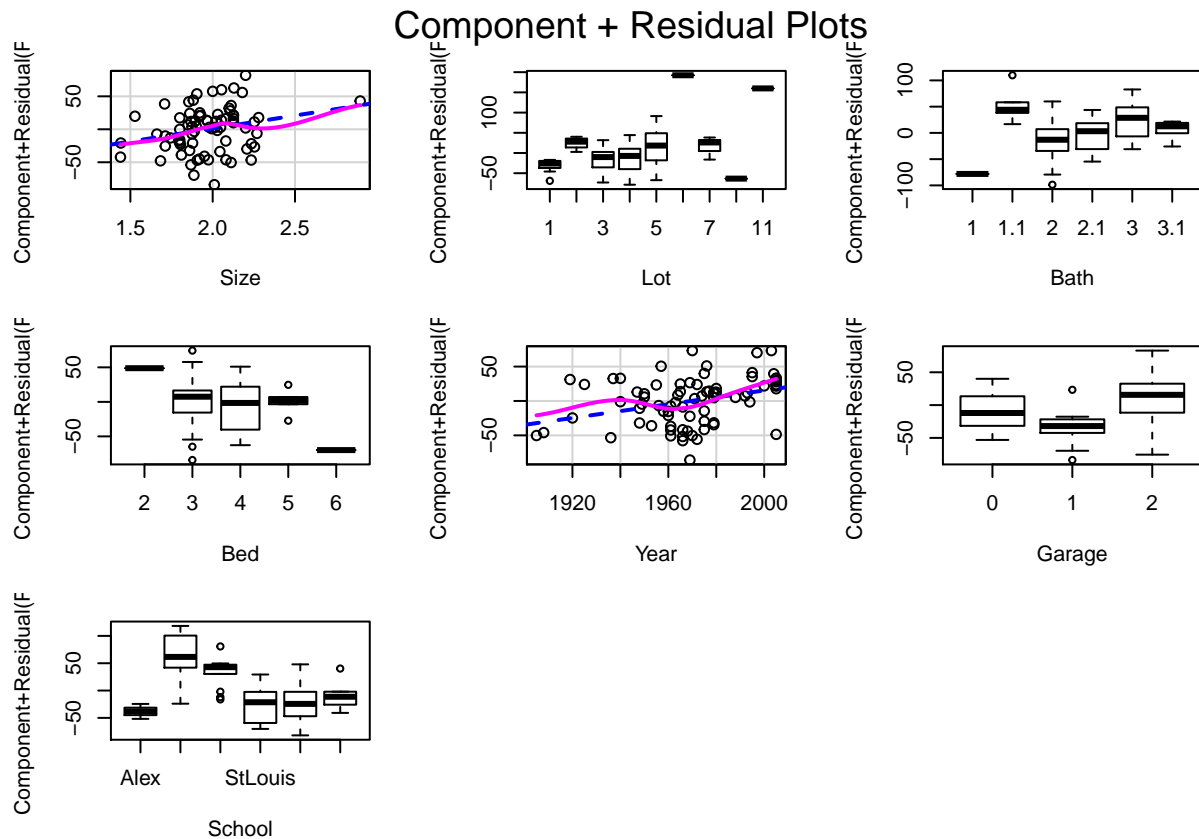 Component + Residual Plots
Component+Residual(F
50
-50
1.5 2.0 2.5
Size
Component+Residual(F
100
-50
1 3 5 7 11
Lot
Component+Residual(F
100
0
-100
1 1.1 2 2.1 3 3.1
Bath
Component+Residual(F
50
-50
2 3 4 5 6
Bed
Component+Residual(F
50
-50
1920 1960 2000
Year
Component+Residual(F
50
-50
0 1 2
Garage
Component+Residual(F
50
-50
Alex StLouis
School